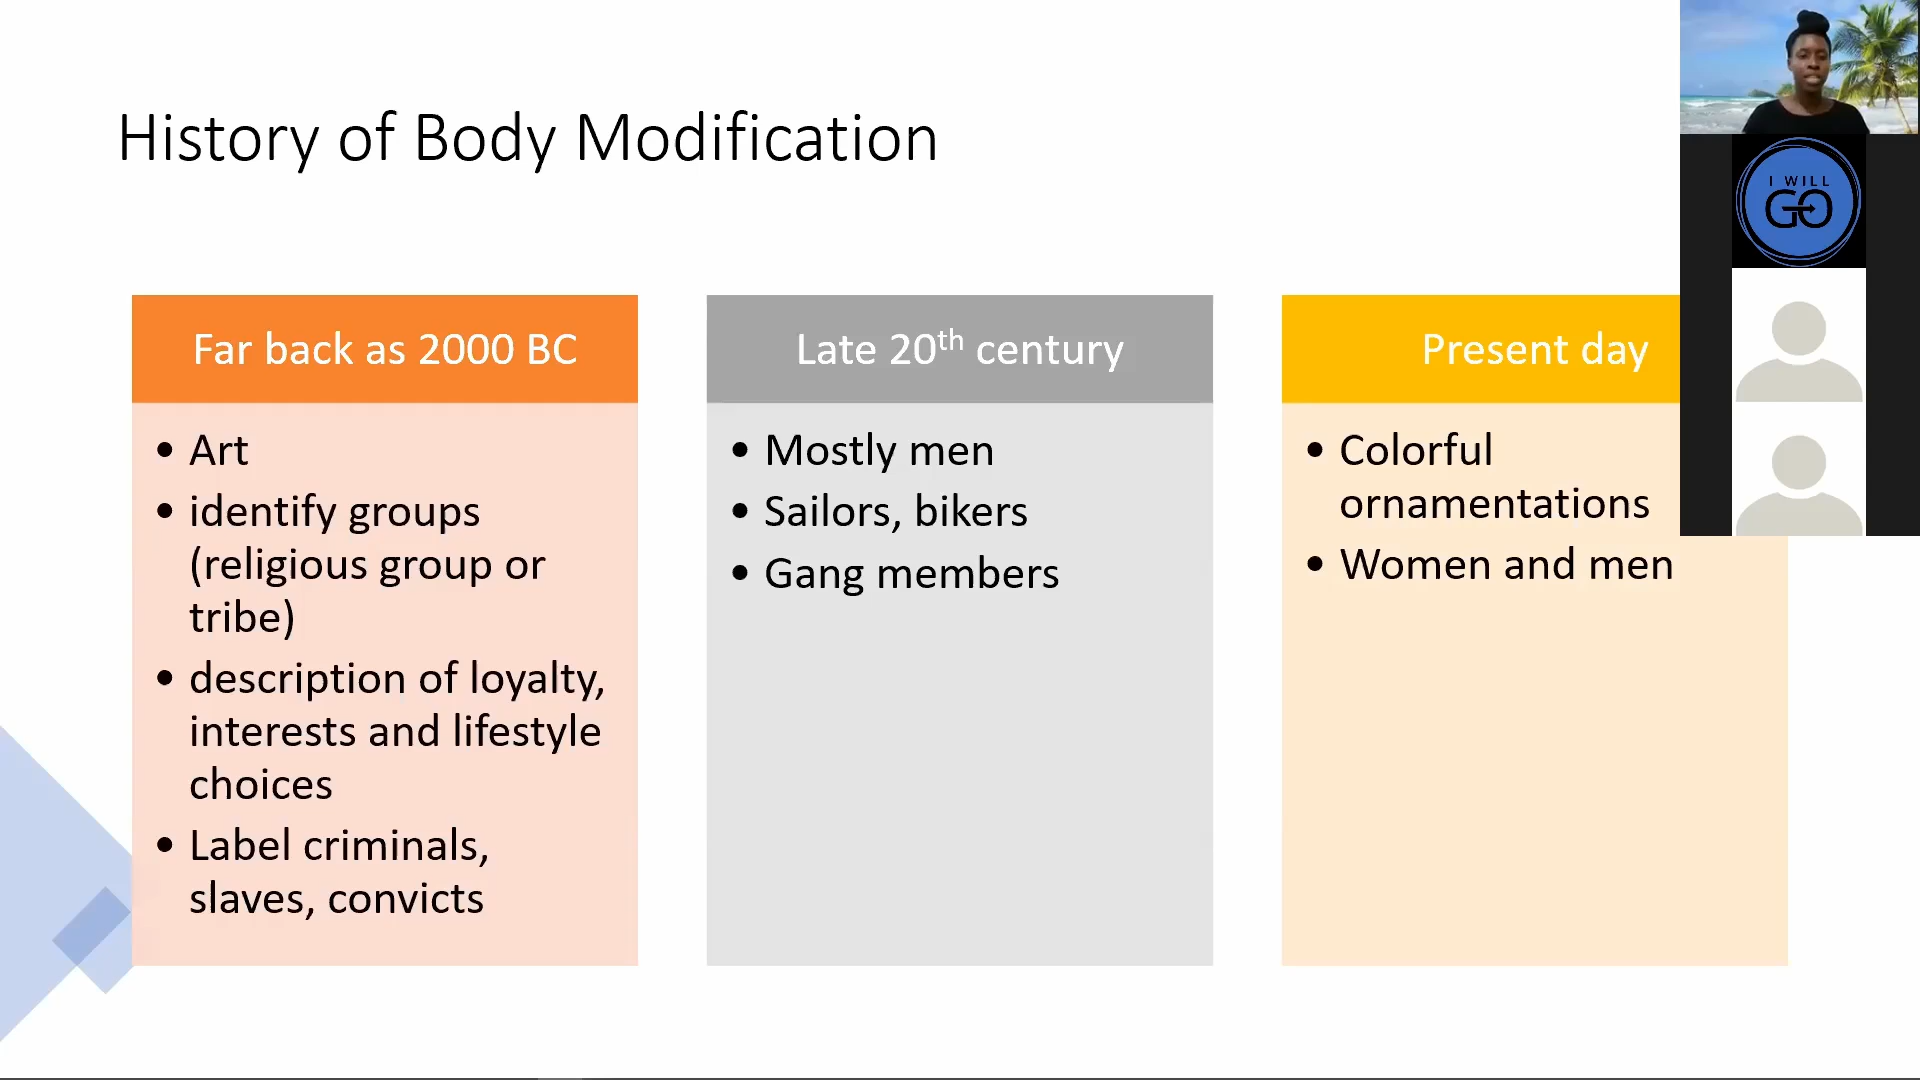 History of Body Modification
Far back as 2000 BC
• Art
• identify groups
(religious group or
tribe)
• description of loyalty,
interests and lifestyle
choices
• Label criminals,
slaves, convicts
Late 20th century
• Mostly men
• Sailors, bikers
• Gang members
Present day
• Colorful
ornamentations
• Women and men
I WILL
GO